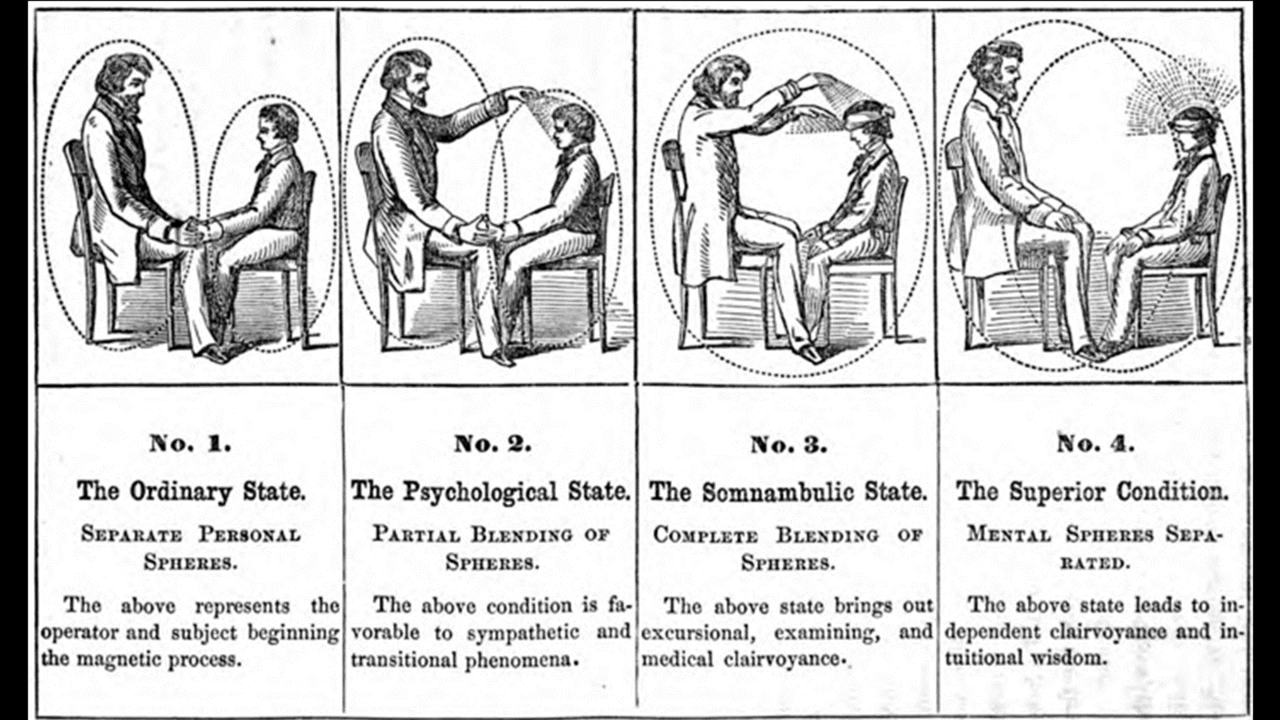 No. 1.
The Ordinary State.
SEPARATE PERSONAL
SPHERES.
The above represents the
operator and subject beginning
the magnetic process.
No. 2.
The Psychological State.
PARTIAL BLENDING OF
SPHERES.
The above condition is fa-
vorable to sympathetic and
transitional phenomena.
No. 3.
The Somnambulic State.
COMPLETE BLENDING OF
SPHERES.
The above state brings out
excursional, examining, and
medical clairvoyance.
No. 4.
The Superior Condition.
MENTAL SPHERES SEPA-
RATED.
The above state leads to in-
dependent clairvoyance and in-
tuitional wisdom.